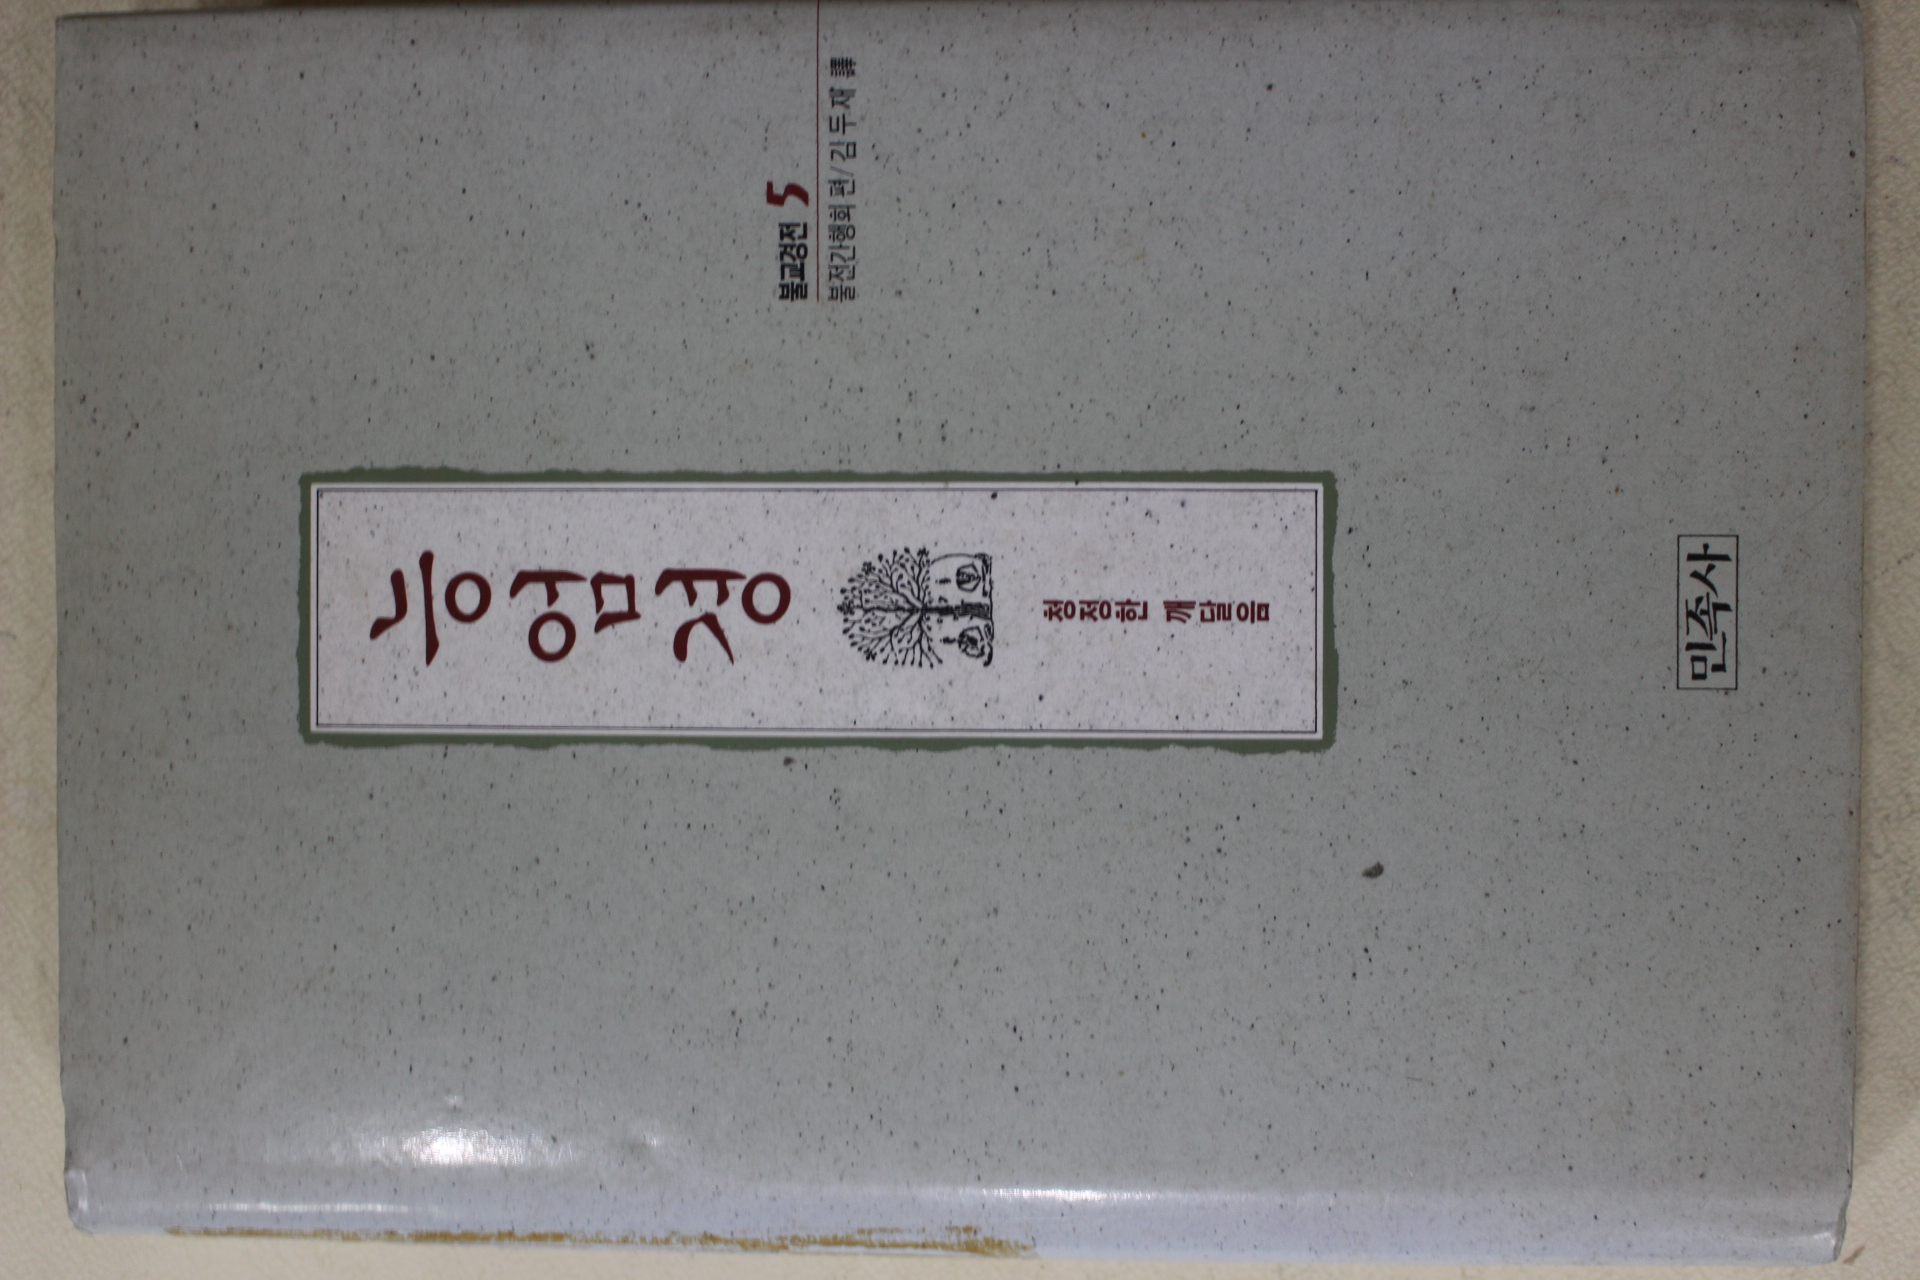 불교경전 5
불전간행회 편/김두재 譯
능엄경
청정한 깨달음
민족사